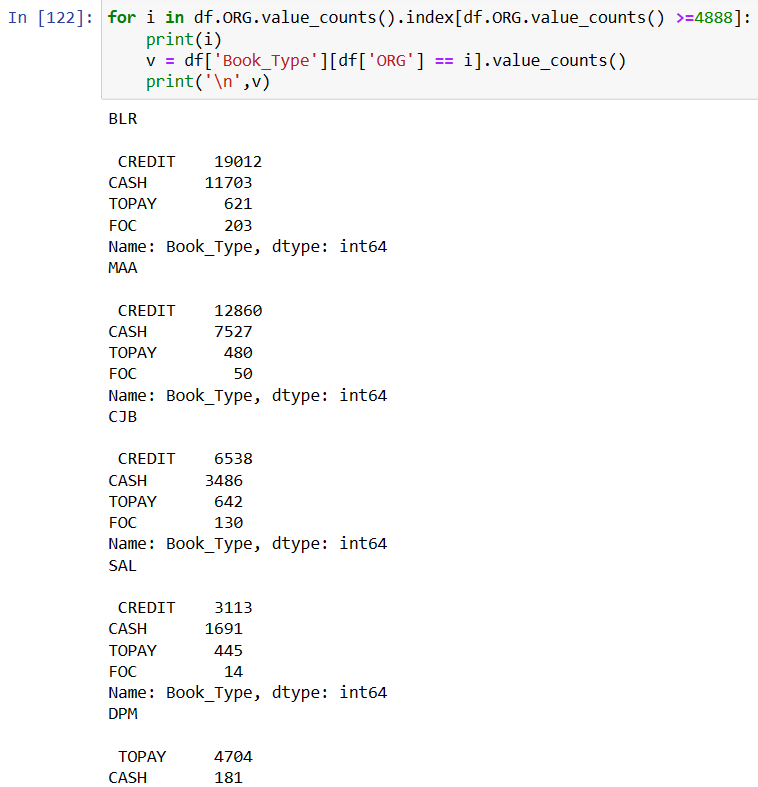 In [122]: for i in df.ORG.value_counts().index[df.ORG.value_counts() >=4888]:
    print(i)
    v = df['Book_Type'][df['ORG'] == i].value_counts()
    print('\n',v)
BLR

 CREDIT    19012
CASH      11703
TOPAY       621
FOC         203
Name: Book_Type, dtype: int64
MAA

 CREDIT    12860
CASH       7527
TOPAY       480
FOC          50
Name: Book_Type, dtype: int64
CJB

 CREDIT    6538
CASH      3486
TOPAY      642
FOC        130
Name: Book_Type, dtype: int64
SAL

 CREDIT    3113
CASH      1691
TOPAY      445
FOC         14
Name: Book_Type, dtype: int64
DPM

 TOPAY     4704
CASH       181